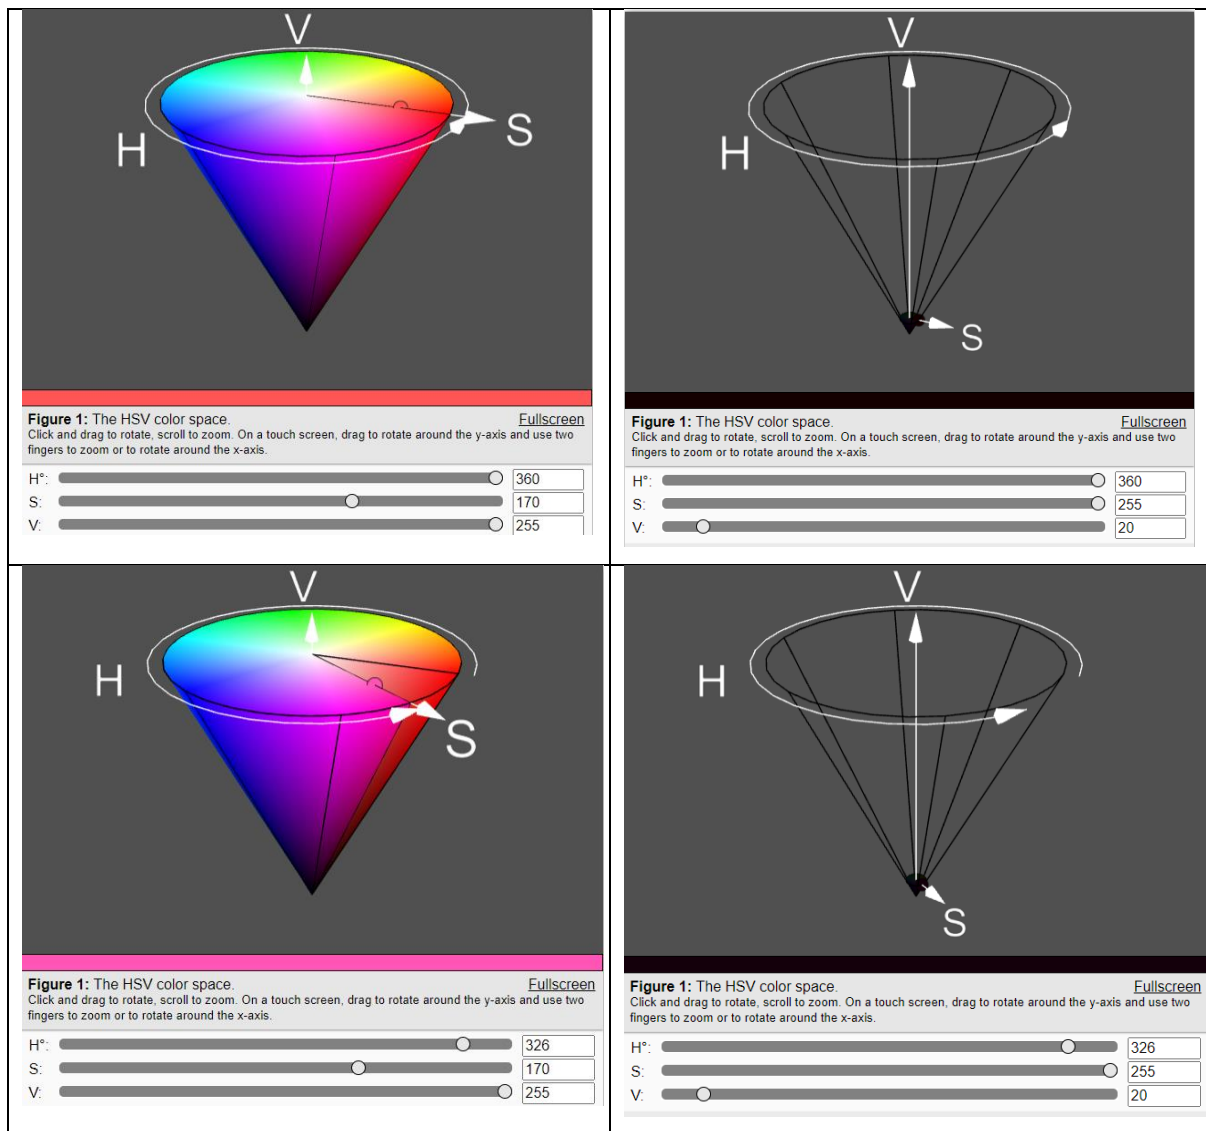 V
H
S
Figure 1: The HSV color space. Fullscreen
Click and drag to rotate, scroll to zoom. On a touch screen, drag to rotate around the y-axis and use two
fingers to zoom or to rotate around the x-axis.
H°: 360
S: 170
V: 255
V
H
S
Figure 1: The HSV color space. Fullscreen
Click and drag to rotate, scroll to zoom. On a touch screen, drag to rotate around the y-axis and use two
fingers to zoom or to rotate around the x-axis.
H°: 360
S: 255
V: 20
V
H
S
Figure 1: The HSV color space. Fullscreen
Click and drag to rotate, scroll to zoom. On a touch screen, drag to rotate around the y-axis and use two
fingers to zoom or to rotate around the x-axis.
H°: 326
S: 170
V: 255
V
H
S
Figure 1: The HSV color space. Fullscreen
Click and drag to rotate, scroll to zoom. On a touch screen, drag to rotate around the y-axis and use two
fingers to zoom or to rotate around the x-axis.
H°: 326
S: 255
V: 20